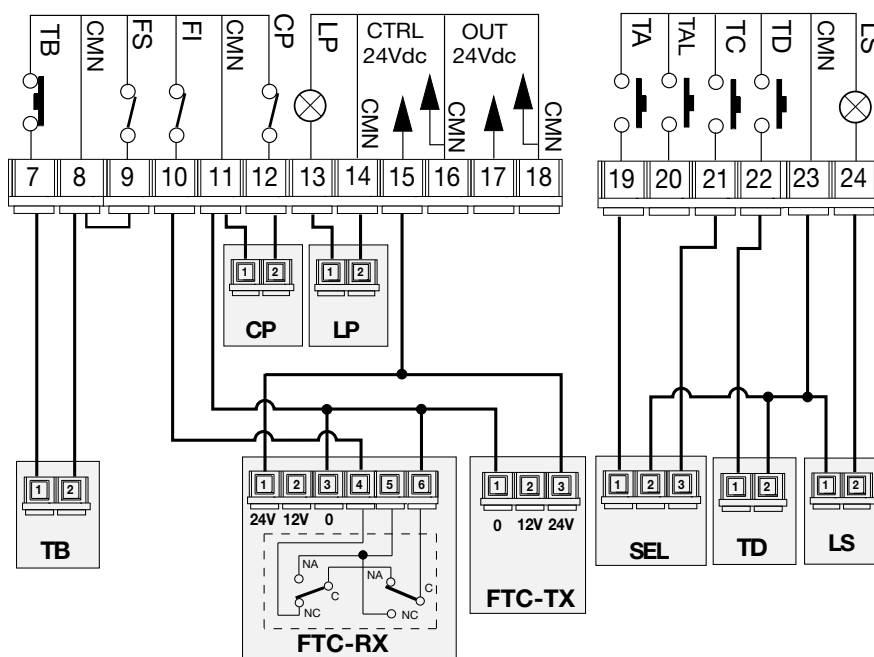 TB CMN FS FI CMN CP LP CTRL 24Vdc CMN OUT 24Vdc CMN CMN
TA TAL TC TD CMN LS
7 8 9 10 11 12 13 14 15 16 17 18
19 20 21 22 23 24
1 2
CP
1 2
LP
1 2
TB
1 2 3 4 5 6
24V 12V 0
NA C NC NA C NC
FTC-RX
1 2 3
0 12V 24V
FTC-TX
1 2 3
SEL
1 2
TD
1 2
LS